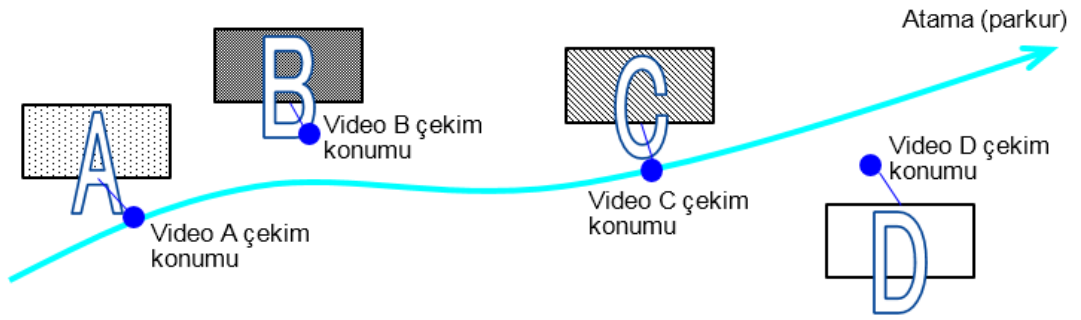 Atama (parkur)
B
C
A
Video B çekim
konumu
Video D çekim
konumu
Video C çekim
konumu
Video A çekim
konumu
D